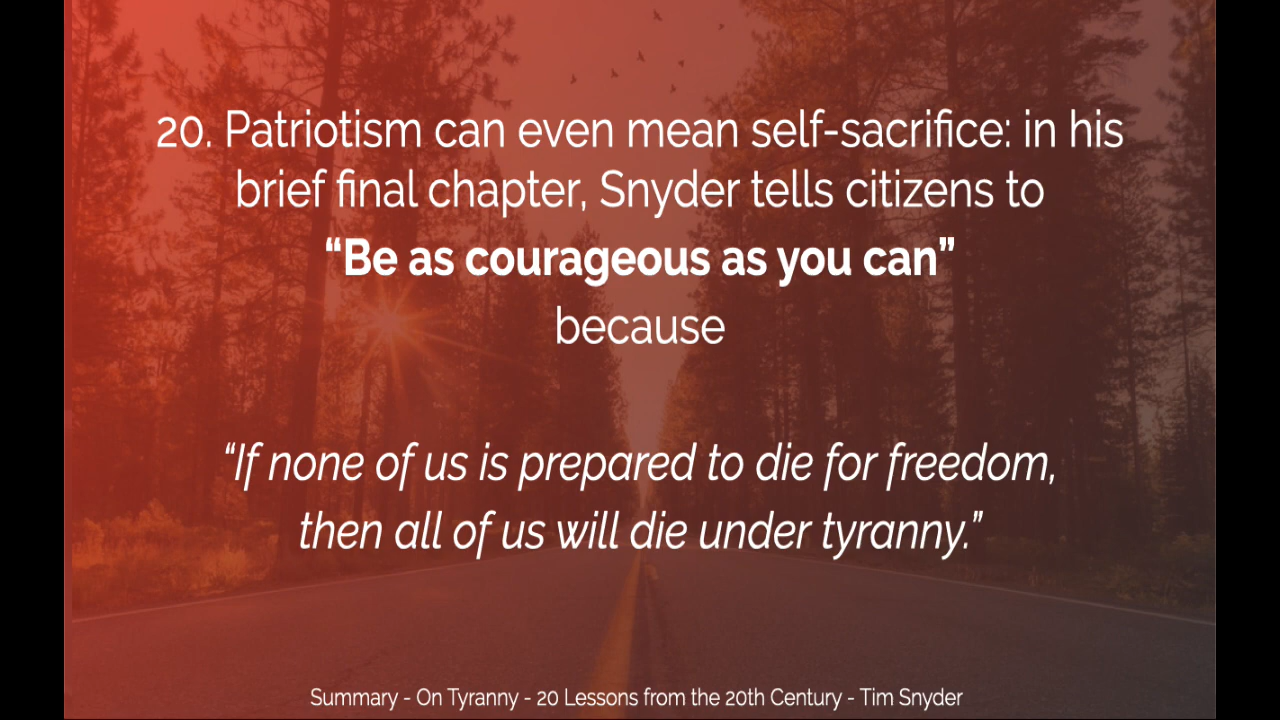 20. Patriotism can even mean self-sacrifice: in his
brief final chapter, Snyder tells citizens to
“Be as courageous as you can”
because
“If none of us is prepared to die for freedom,
then all of us will die under tyranny.”
Summary - On Tyranny - 20 Lessons from the 20th Century - Tim Snyder